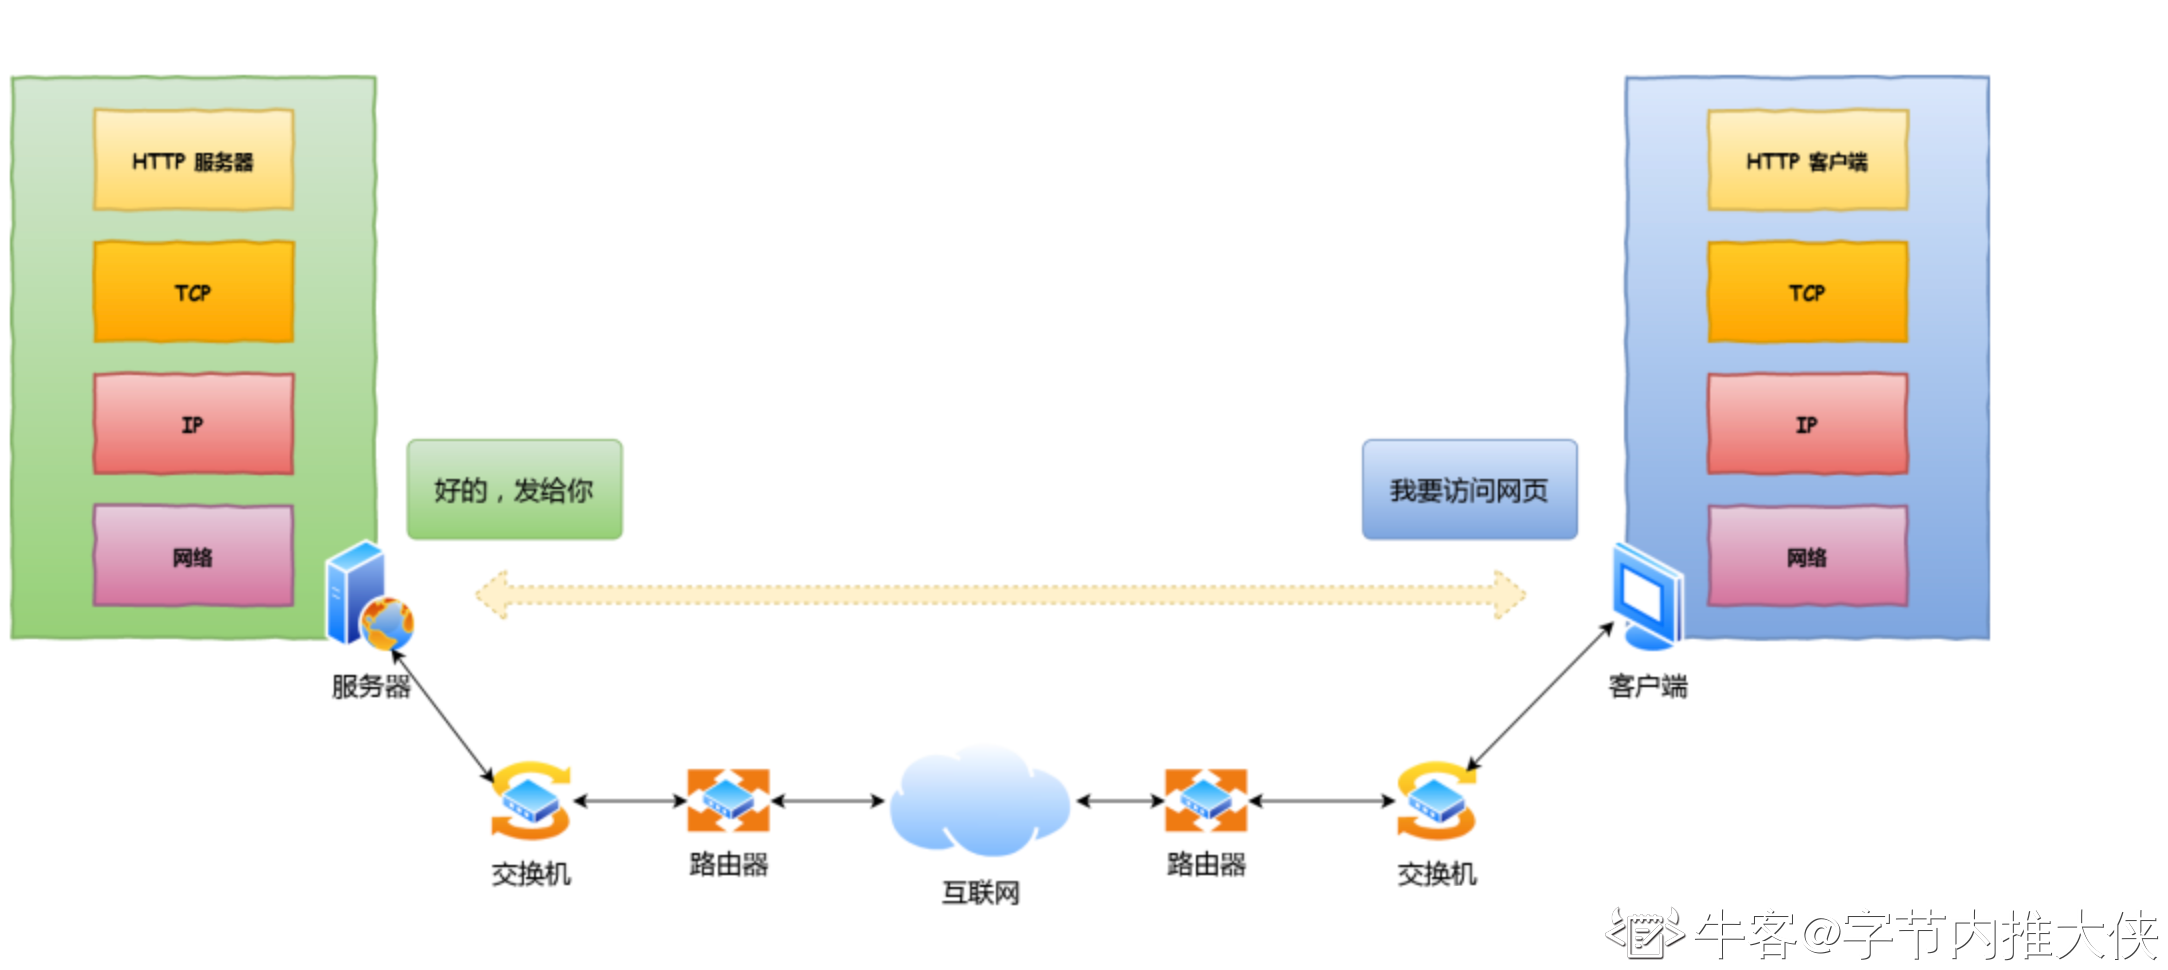 HTTP 服务器
TCP
IP
网络
服务器
好的，发给你
我要访问网页
HTTP 客户端
TCP
IP
网络
客户端
交换机
路由器
互联网
路由器
交换机
牛客@字节内推大侠